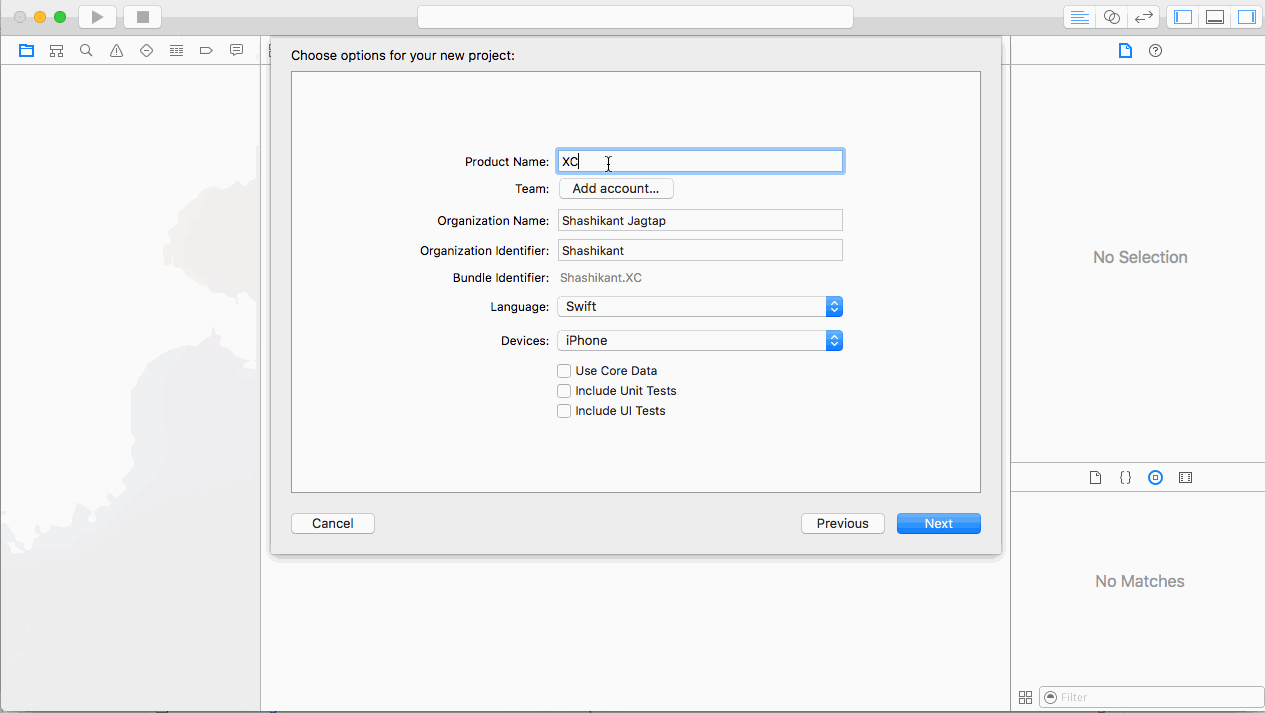 Choose options for your new project:
Product Name: XC
Team: Add account...
Organization Name: Shashikant Jagtap
Organization Identifier: Shashikant
Bundle Identifier: Shashikant.XC
Language: Swift
Devices: iPhone
Use Core Data
Include Unit Tests
Include UI Tests
Cancel Previous Next
No Selection
No Matches
Filter